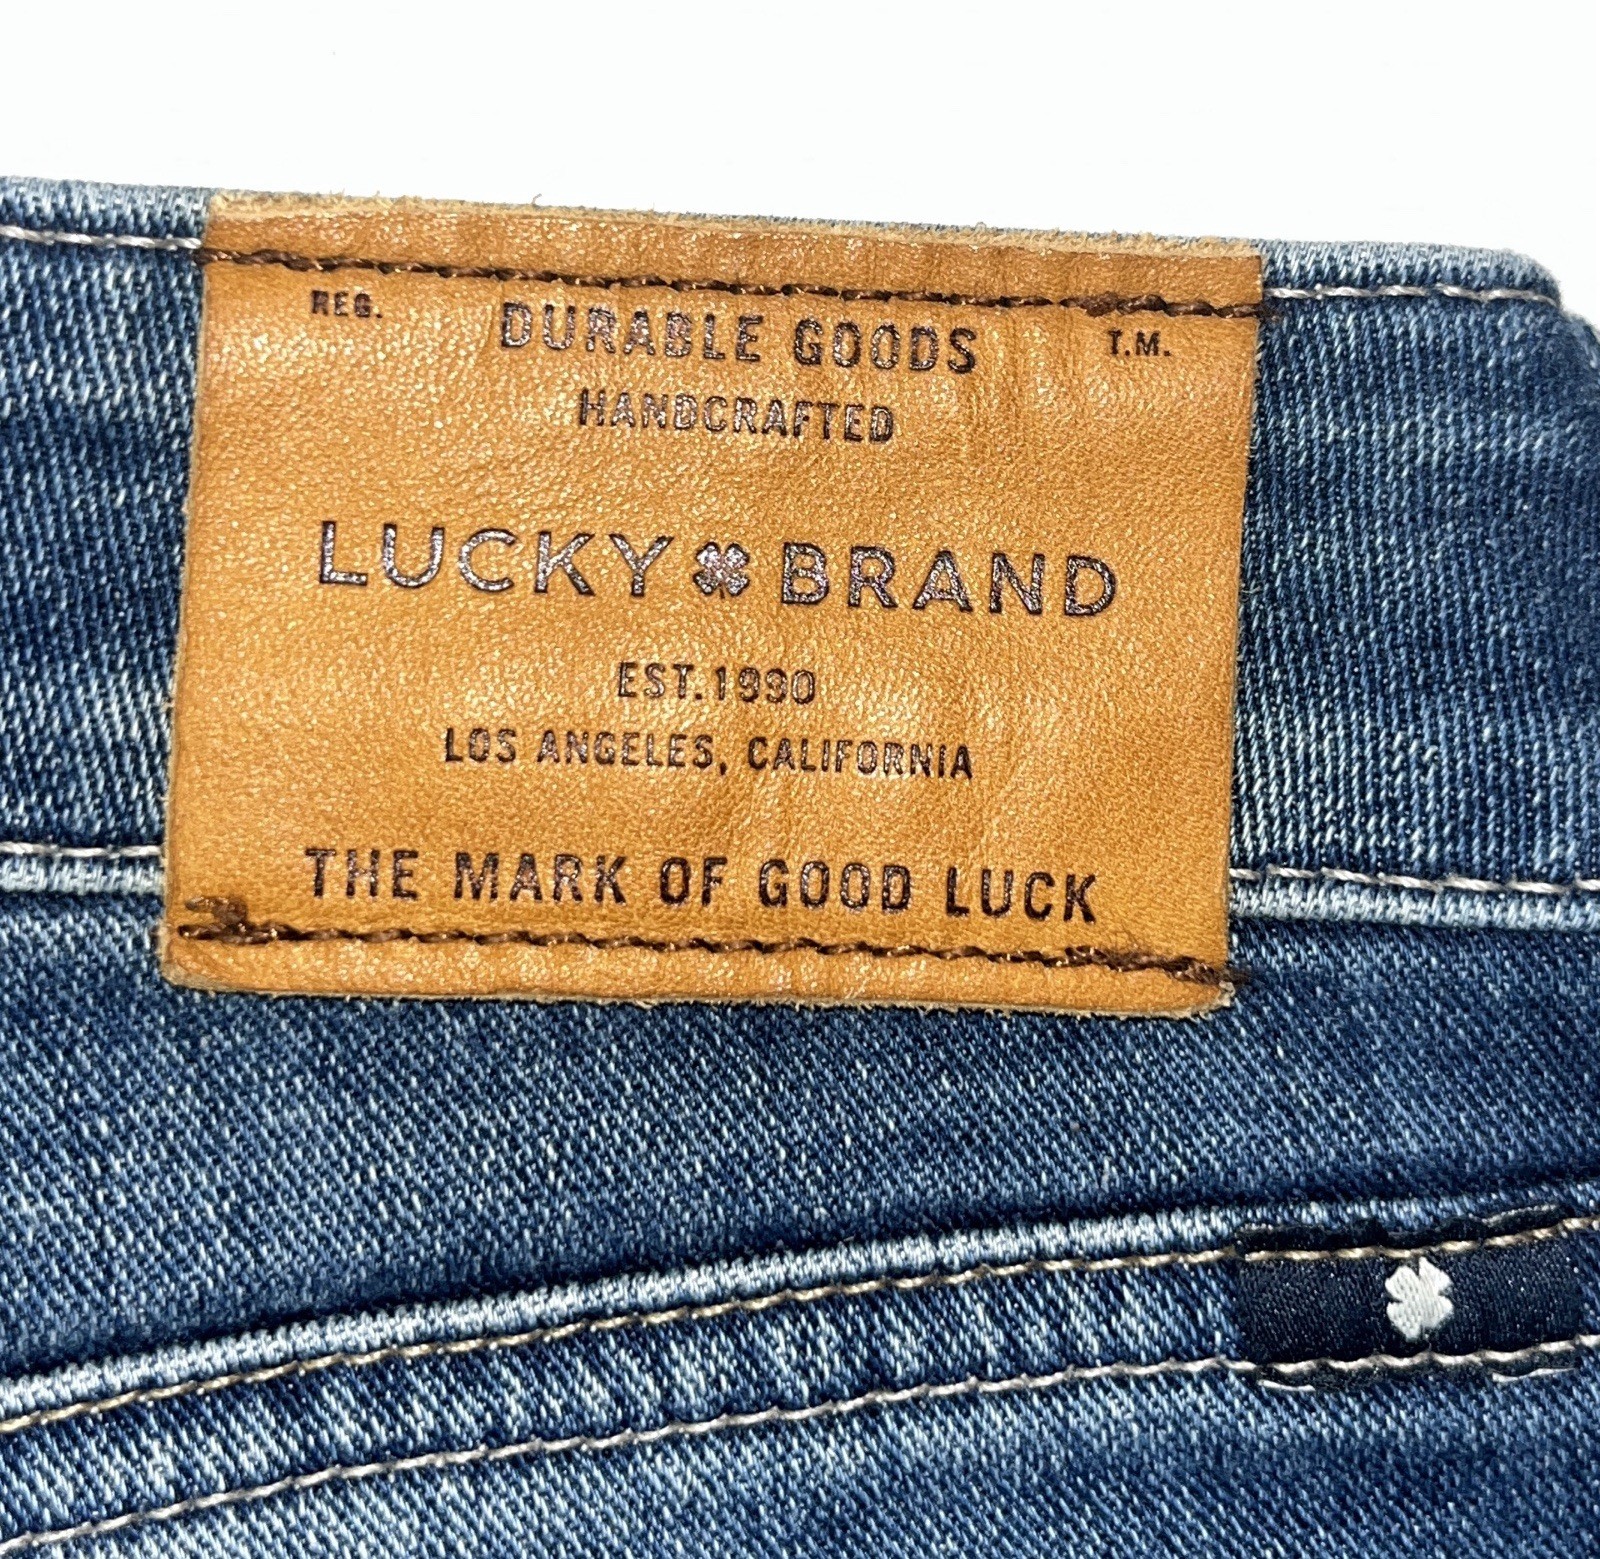 REG. DURABLE GOODS T.M.
HANDCRAFTED
LUCKY BRAND
EST. 1990
LOS ANGELES, CALIFORNIA
THE MARK OF GOOD LUCK